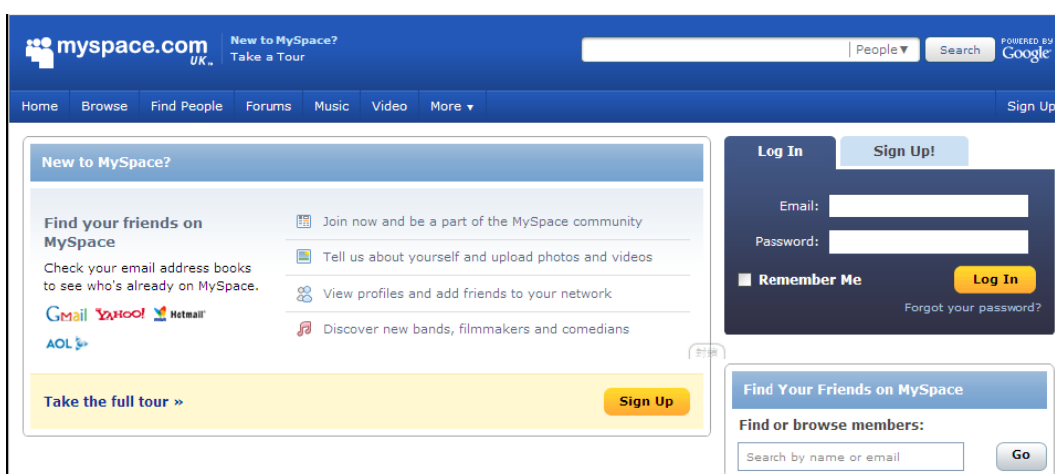 myspace.com
UK
New to MySpace?
Take a Tour
People▼
Search
POWERED BY
Google
Home Browse Find People Forums Music Video More ▾ Sign Up
New to MySpace?
Find your friends on
MySpace
Check your email address books
to see who's already on MySpace.
Gmail YAHOO! Hotmail
AOL
Join now and be a part of the MySpace community
Tell us about yourself and upload photos and videos
View profiles and add friends to your network
Discover new bands, filmmakers and comedians
Take the full tour »
Sign Up
Log In
Sign Up!
Email:
Password:
Remember Me
Log In
Forgot your password?
Find Your Friends on MySpace
Find or browse members:
Search by name or email
Go